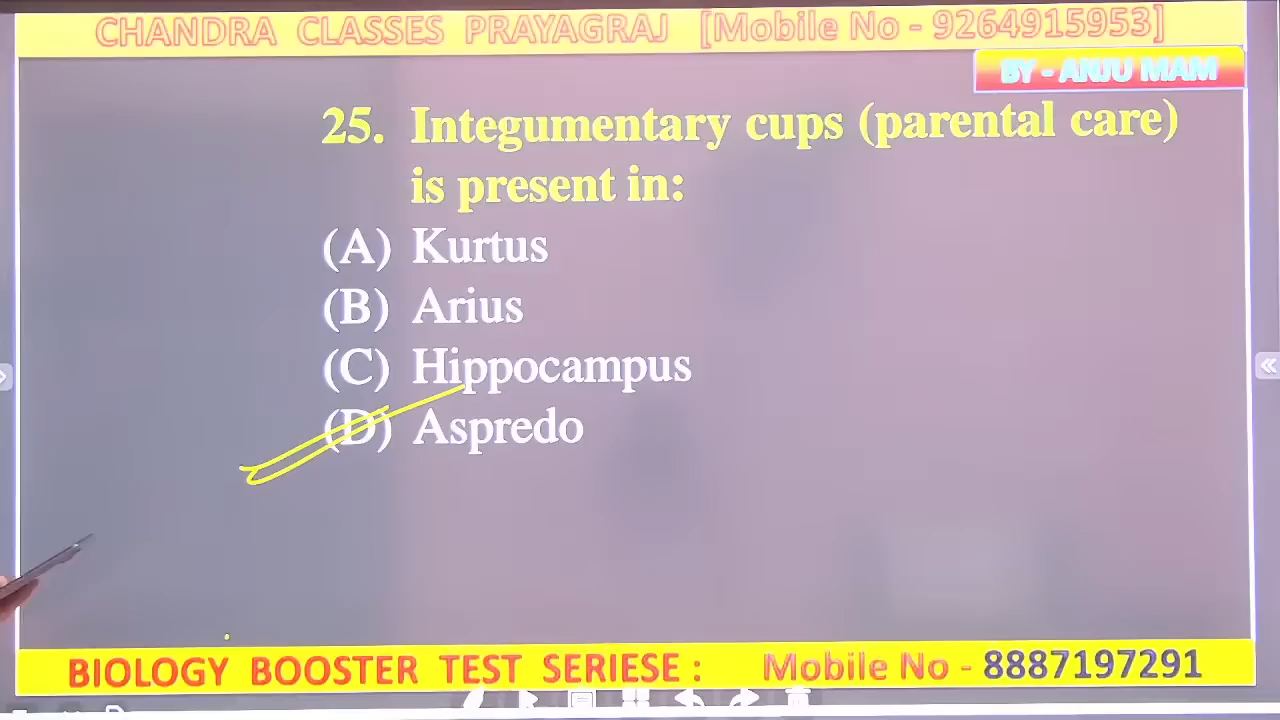 CHANDRA CLASSES PRAYAGRAJ [Mobile No - 9264915953]
BY - ANJU MAM
25. Integumentary cups (parental care)
is present in:
(A) Kurtus
(B) Arius
(C) Hippocampus
(D) Aspredo
BIOLOGY BOOSTER TEST SERIESE : Mobile No - 8887197291